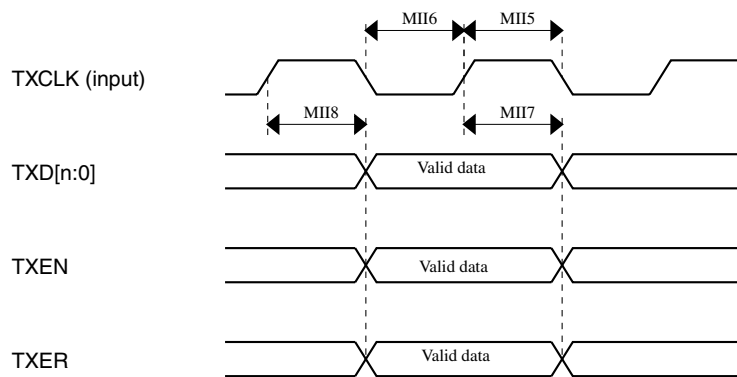 MII6 MII5
TXCLK (input)
MII8 MII7
TXD[n:0] Valid data
TXEN Valid data
TXER Valid data